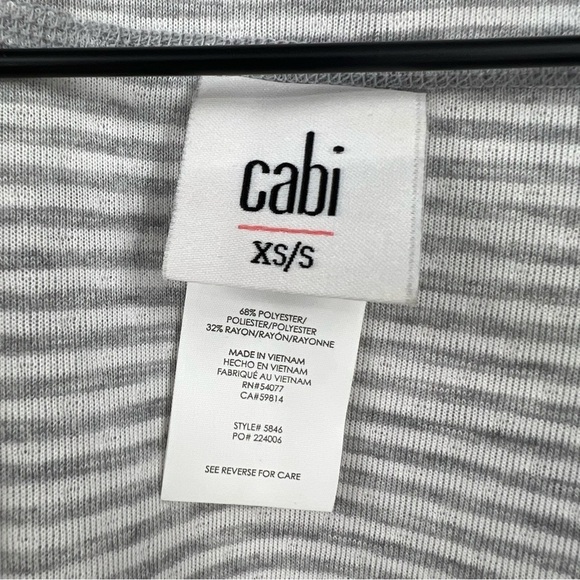 cabi
XS/S
68% POLYESTER/
POLIESTER/POLYESTER
32% RAYON/RAYÓN/RAYONNE
MADE IN VIETNAM
HECHO EN VIETNAM
FABRIQUÉ AU VIETNAM
RN#54077
CA#59814
STYLE# 5846
PO# 224006
SEE REVERSE FOR CARE